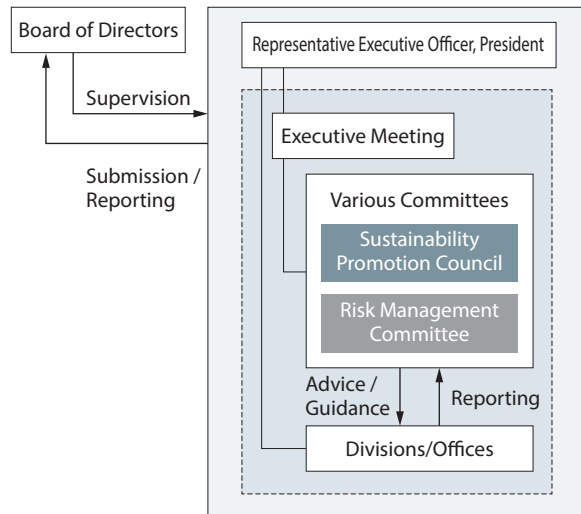 Board of Directors
Representative Executive Officer, President
Supervision
Executive Meeting
Submission /
Reporting
Various Committees
Sustainability
Promotion Council
Risk Management
Committee
Advice /
Guidance
Reporting
Divisions/Offices